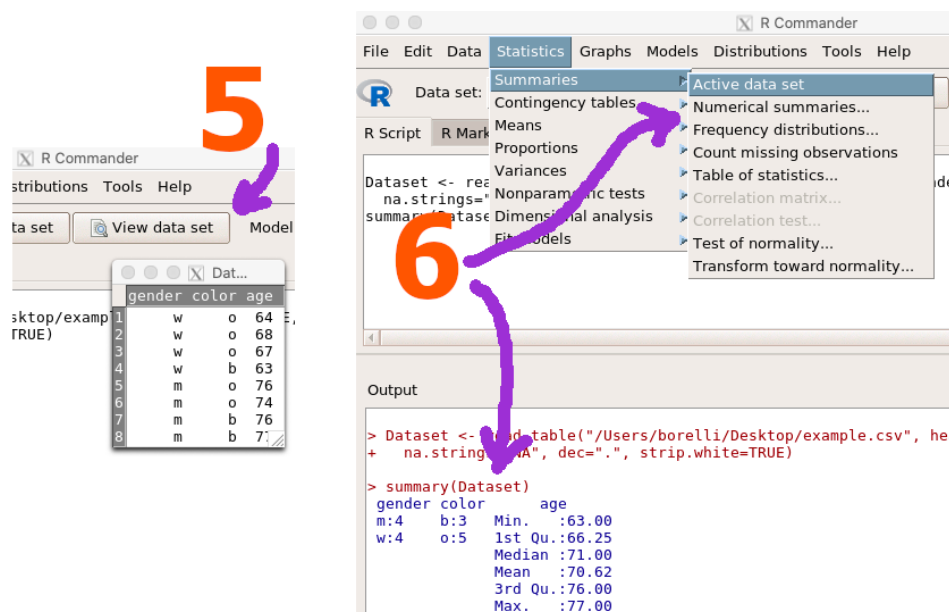 5
X R Commander
stributions Tools Help
ta set View data set Model
X Dat...
gender color age
1 w o 64
2 w o 68
3 w o 67
4 w b 63
5 m o 76
6 m o 74
7 m b 76
8 m b 7
sktop/examp E,
TRUE)
X R Commander
File Edit Data Statistics Graphs Models Distributions Tools Help
R Data set:
Summaries
Contingency tables
Means
Proportions
Variances
Nonparametric tests
Dimensional analysis
Fit models
Active data set
Numerical summaries...
Frequency distributions...
Count missing observations
Table of statistics...
Correlation matrix...
Correlation test...
Test of normality...
Transform toward normality...
R Script R Mark
Dataset <- rea
na.strings="
summary(Datase
6
Output
> Dataset <- read.table("/Users/borelli/Desktop/example.csv", he
+ na.strings="NA", dec=".", strip.white=TRUE)
> summary(Dataset)
gender color age
m:4 b:3 Min. :63.00
w:4 o:5 1st Qu.:66.25
Median :71.00
Mean :70.62
3rd Qu.:76.00
Max. :77.00